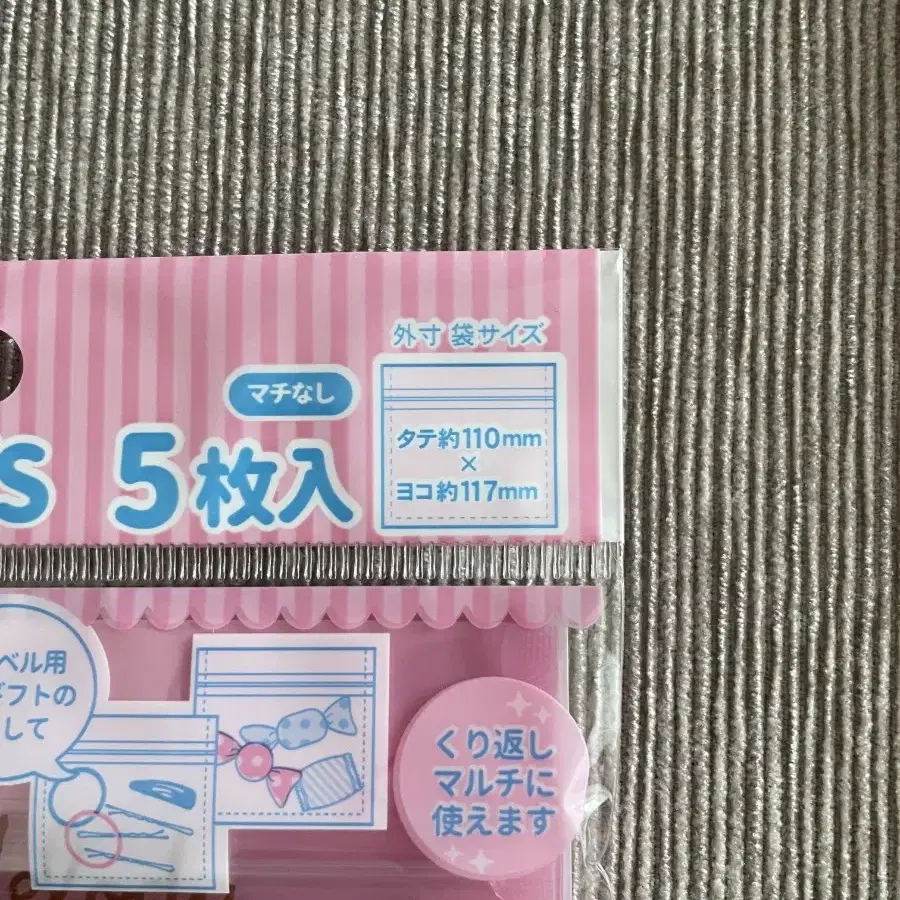 外寸 袋サイズ
マチなし
タテ約110mm
×
ヨコ約117mm
S 5枚入
ベル用
ギフトの
して
くり返し
マルチに
使えます